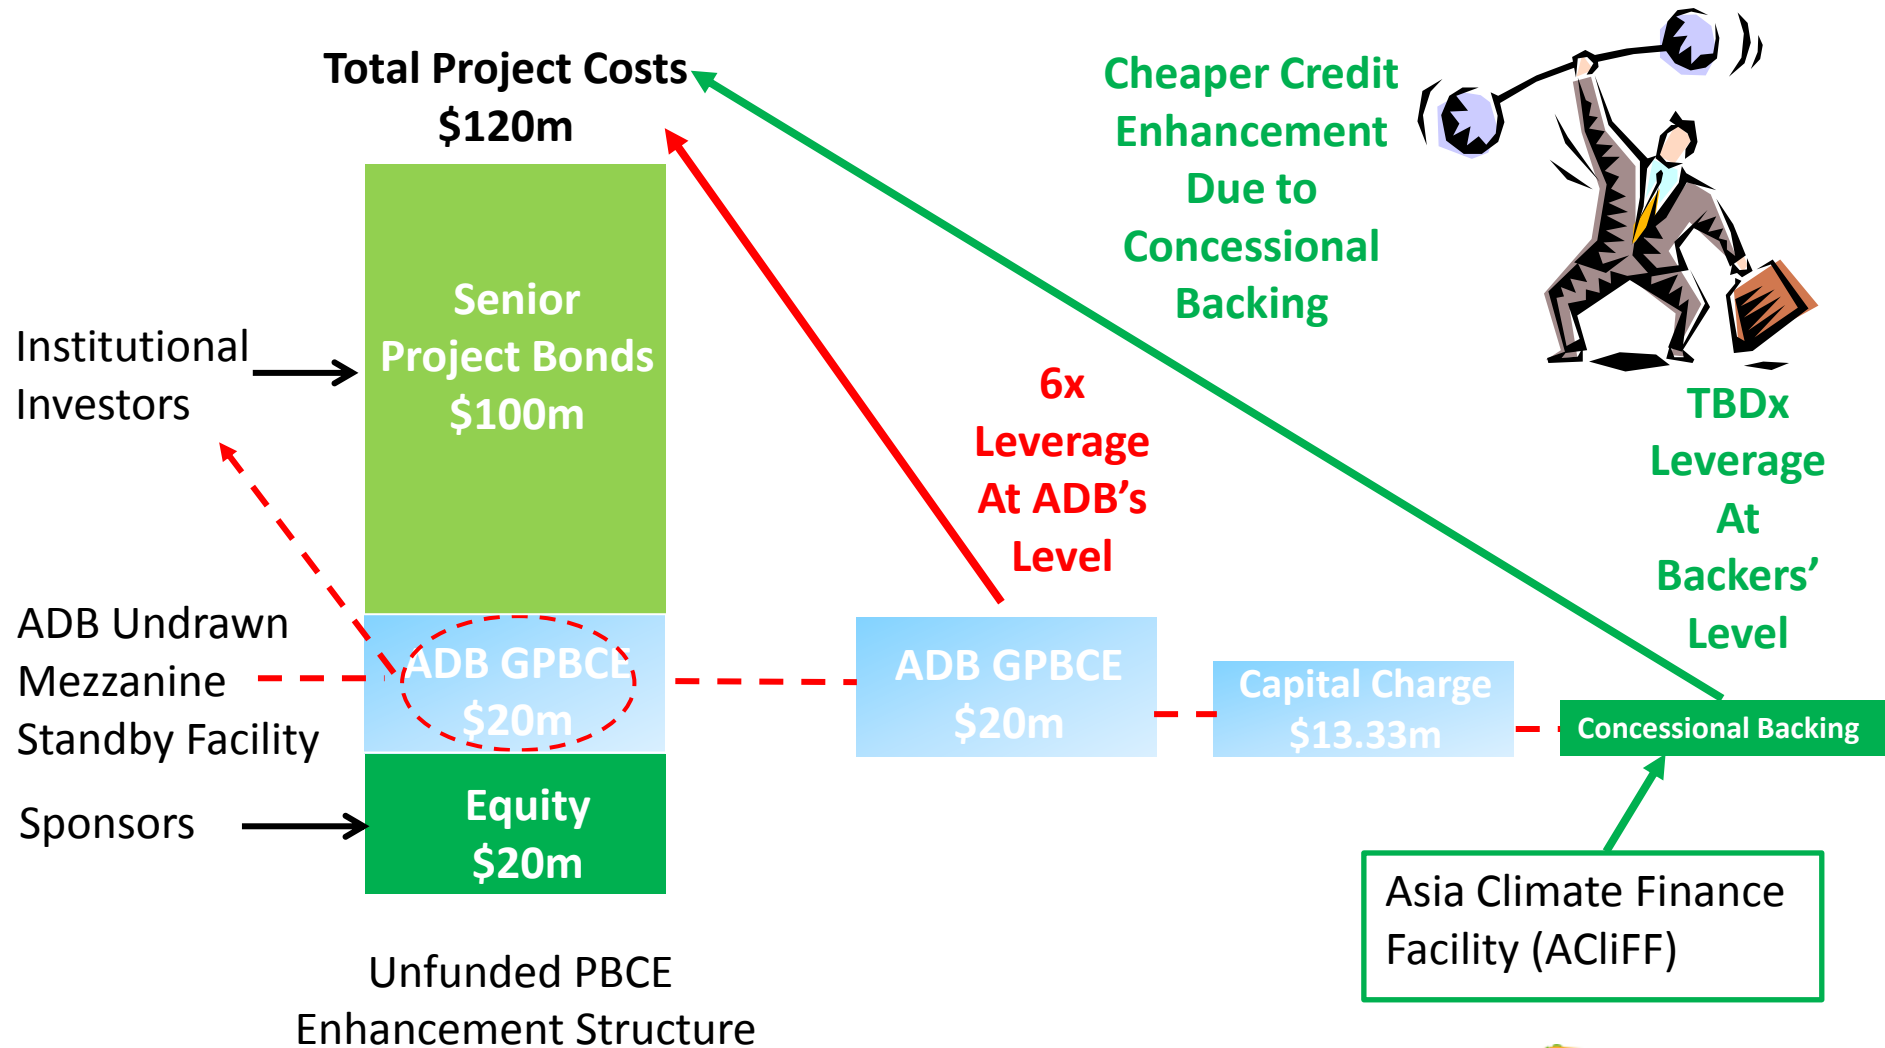 Total Project Costs
$120m
Cheaper Credit
Enhancement
Due to
Concessional
Backing
Institutional
Investors
Senior
Project Bonds
$100m
6x
Leverage
At ADB’s
Level
TBDx
Leverage
At
Backers’
Level
ADB Undrawn
Mezzanine
Standby Facility
ADB GPBCE
$20m
ADB GPBCE
$20m
Capital Charge
$13.33m
Concessional Backing
Sponsors
Equity
$20m
Asia Climate Finance
Facility (ACliFF)
Unfunded PBCE
Enhancement Structure